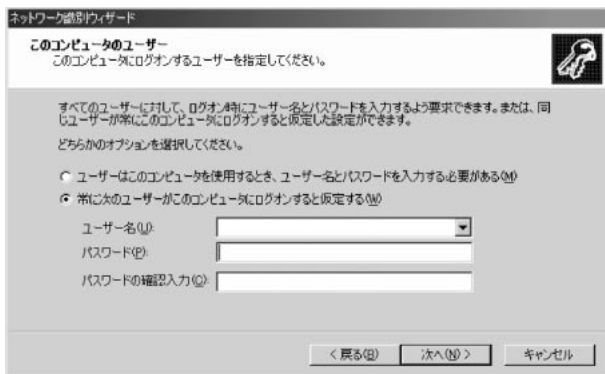 ネットワーク識別ウィザード
このコンピュータのユーザー
このコンピュータにログオンするユーザーを指定してください。
すべてのユーザーに対して、ログオン時にユーザー名とパスワードを入力するよう要求できます。または、同
じユーザーが常にこのコンピュータにログオンすると仮定した設定ができます。
どちらかのオプションを選択してください。
ユーザーはこのコンピュータを使用するとき、ユーザー名とパスワードを入力する必要がある(M)
常に次のユーザーがこのコンピュータにログオンすると仮定する(W)
ユーザー名(U):
パスワード(P):
パスワードの確認入力(C):
< 戻る(B) 次へ(N) > キャンセル